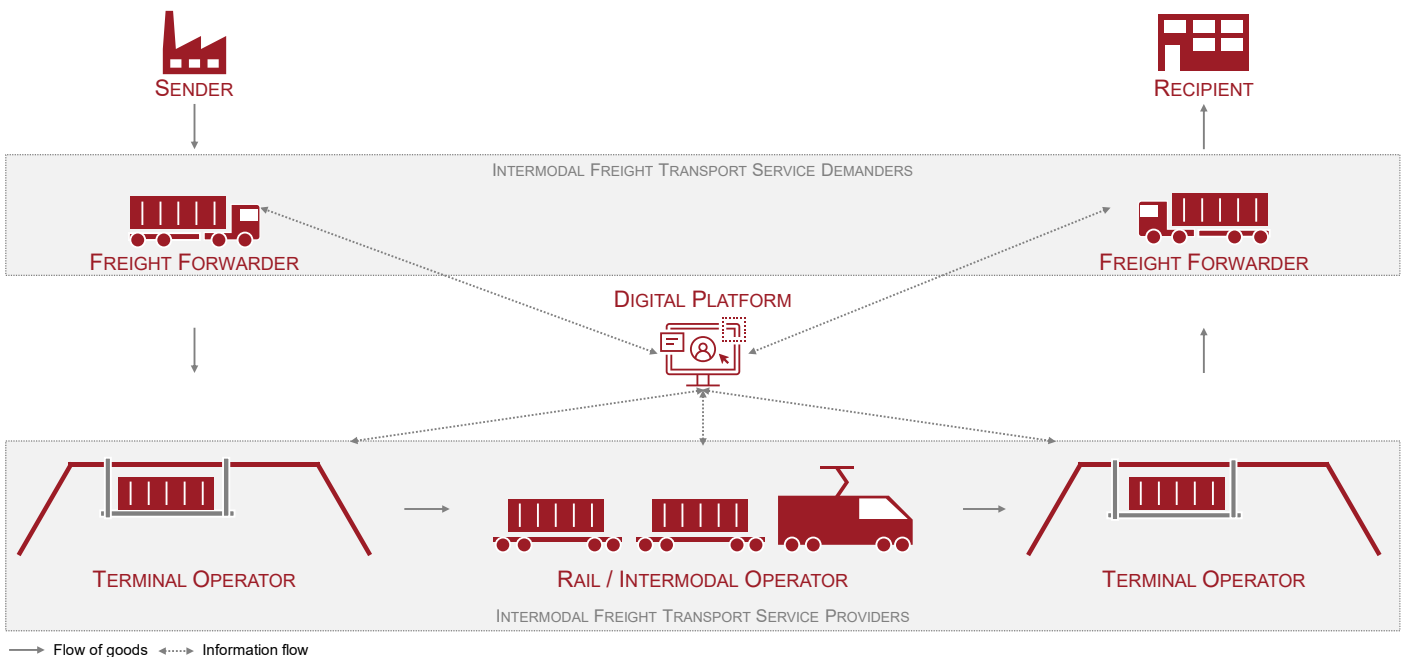 SENDER
RECIPIENT
INTERMODAL FREIGHT TRANSPORT SERVICE DEMANDERS
FREIGHT FORWARDER
FREIGHT FORWARDER
DIGITAL PLATFORM
TERMINAL OPERATOR
RAIL / INTERMODAL OPERATOR
TERMINAL OPERATOR
INTERMODAL FREIGHT TRANSPORT SERVICE PROVIDERS
Flow of goods
Information flow